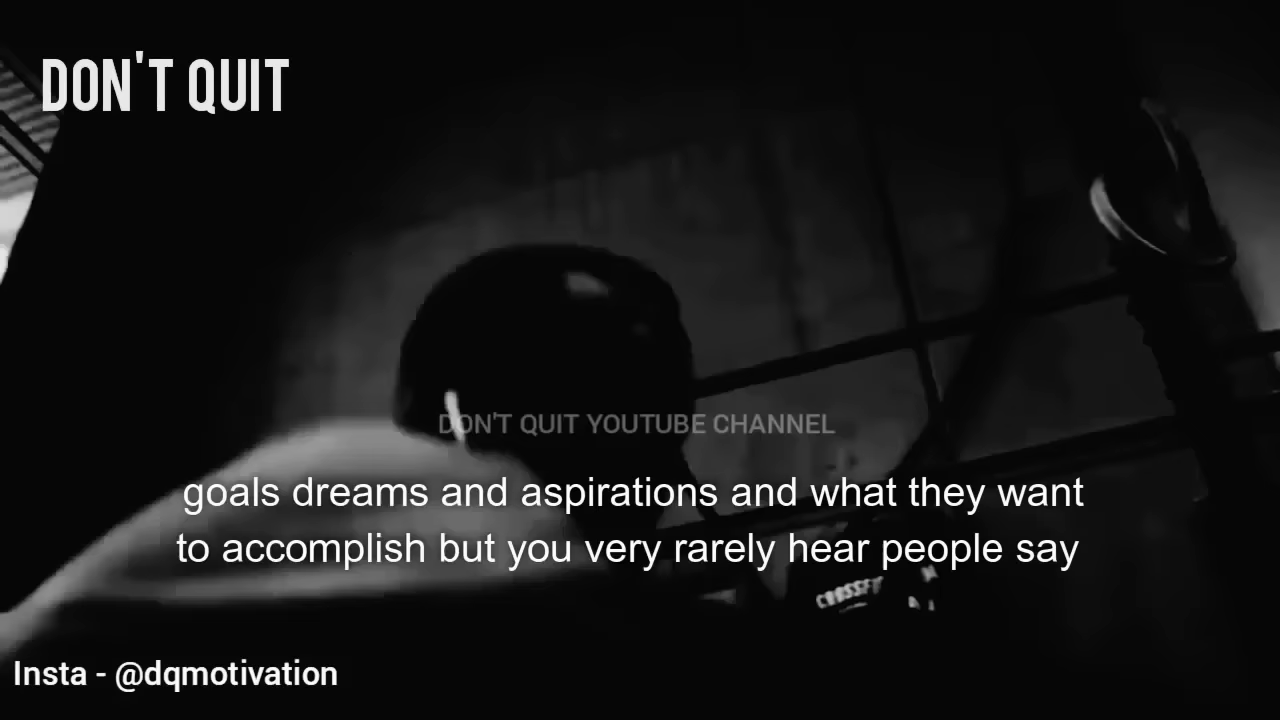 DON'T QUIT
DON'T QUIT YOUTUBE CHANNEL
goals dreams and aspirations and what they want
to accomplish but you very rarely hear people say
CROSSFIT
Insta - @dqmotivation